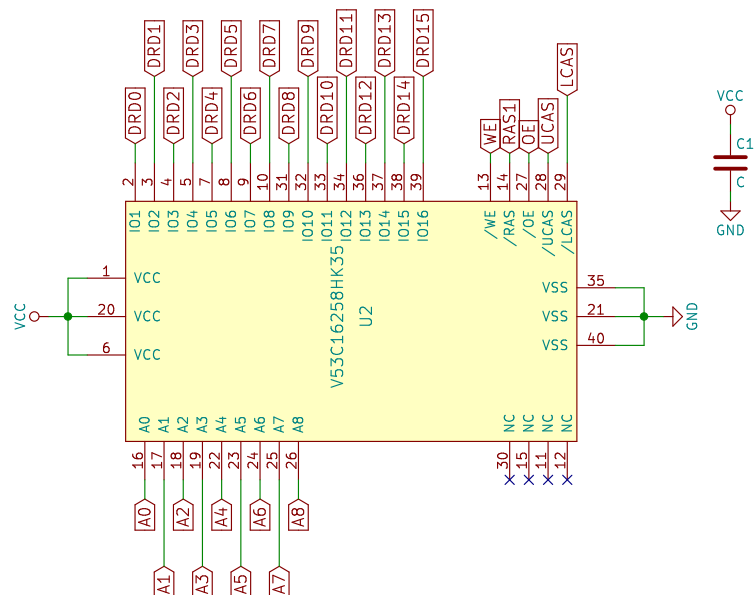 DRD1 DRD3 DRD5 DRD7 DRD9 DRD11 DRD13 DRD15
DRD0 DRD2 DRD4 DRD6 DRD8 DRD10 DRD12 DRD14
WE RAS1 OE UCAS LCAS
2 3 4 5 7 8 9 10 31 32 33 34 36 37 38 39
13 14 27 28 29
IO1 IO2 IO3 IO4 IO5 IO6 IO7 IO8 IO9 IO10 IO11 IO12 IO13 IO14 IO15 IO16
/WE /RAS /OE /UCAS /LCAS
VCC
C1
C
GND
1 VCC
VCC 20 VCC
6 VCC
V53C16258HK35
U2
VSS 35
VSS 21 GND
VSS 40
A0 A1 A2 A3 A4 A5 A6 A7 A8
NC NC NC NC
16 17 18 19 22 23 24 25 26
30 15 11 12
A0 A2 A4 A6 A8
A1 A3 A5 A7